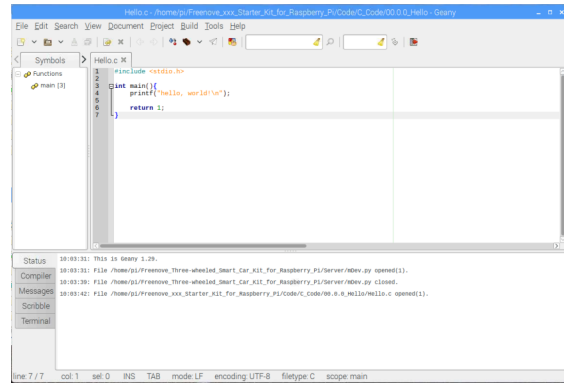 Hello.c - /home/pi/Freenove_xxx_Starter_Kit_for_Raspberry_Pi/Code/C_Code/00.0.0_Hello - Geany
File Edit Search View Document Project Build Tools Help
Symbols Hello.c
Functions
main [3]
1 #include <stdio.h>
2
3 int main(){
4 printf("hello, world!\n");
5
6 return 1;
7 }
Status
Compiler
Messages
Scribble
Terminal
10:03:31: This is Geany 1.29.
10:03:31: File /home/pi/Freenove_Three-wheeled_Smart_Car_Kit_for_Raspberry_Pi/Server/mDev.py opened(1).
10:03:39: File /home/pi/Freenove_Three-wheeled_Smart_Car_Kit_for_Raspberry_Pi/Server/mDev.py closed.
10:03:42: File /home/pi/Freenove_xxx_Starter_Kit_for_Raspberry_Pi/Code/C_Code/00.0.0_Hello/Hello.c opened(1).
line: 7 / 7 col: 1 sel: 0 INS TAB mode: LF encoding: UTF-8 filetype: C scope: main